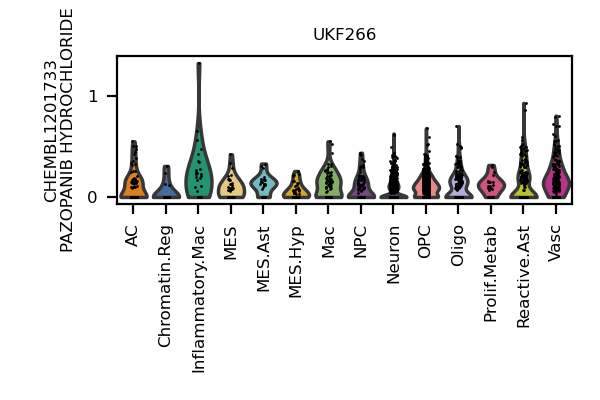 UKF266
CHEMBL1201733
PAZOPANIB HYDROCHLORIDE
1
0
AC
Chromatin.Reg
Inflammatory.Mac
MES
MES.Ast
MES.Hyp
Mac
NPC
Neuron
OPC
Oligo
Prolif.Metab
Reactive.Ast
Vasc